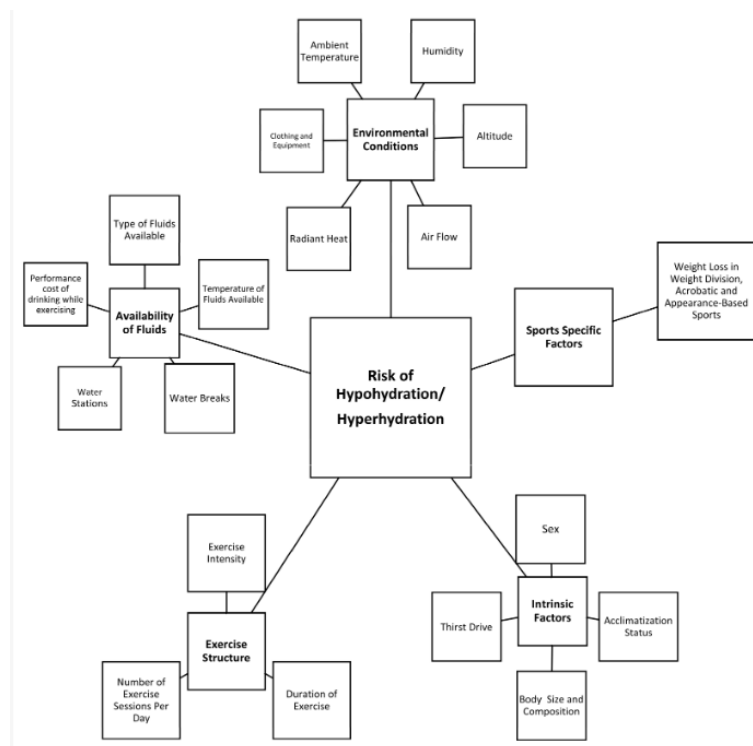 Ambient
Temperature
Humidity
Clothing and
Equipment
Environmental
Conditions
Altitude
Radiant Heat
Air Flow
Type of Fluids
Available
Performance
cost of
drinking while
exercising
Availability
of Fluids
Temperature of
Fluids Available
Water
Stations
Water Breaks
Weight Loss in
Weight Division,
Acrobatic and
Appearance-Based
Sports
Sports Specific
Factors
Risk of
Hypohydration/
Hyperhydration
Exercise
Intensity
Exercise
Structure
Number of
Exercise
Sessions Per
Day
Duration of
Exercise
Sex
Thirst Drive
Intrinsic
Factors
Acclimatization
Status
Body Size and
Composition